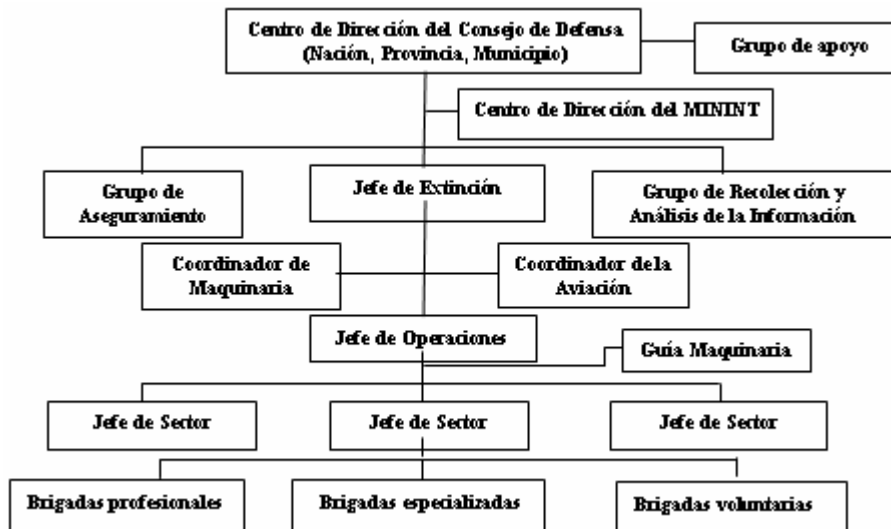 Centro de Dirección del Consejo de Defensa
(Nación, Provincia, Municipio)
Grupo de apoyo
Centro de Dirección del MININT
Grupo de
Aseguramiento
Jefe de Extinción
Grupo de Recolección y
Análisis de la Información
Coordinador de
Maquinaria
Coordinador de la
Aviación
Jefe de Operaciones
Guía Maquinaria
Jefe de Sector
Jefe de Sector
Jefe de Sector
Brigadas profesionales
Brigadas especializadas
Brigadas voluntarias